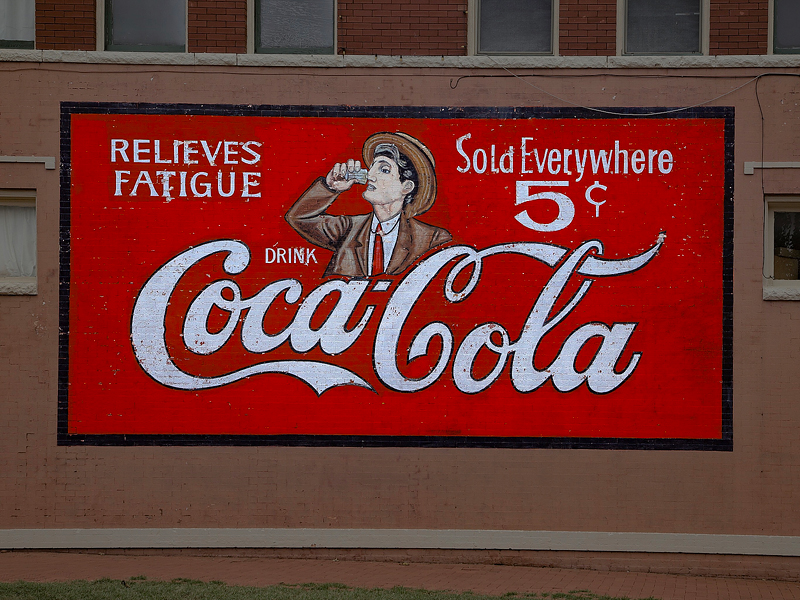 RELIEVES
FATIGUE
Sold Everywhere
5¢
DRINK
Coca-Cola